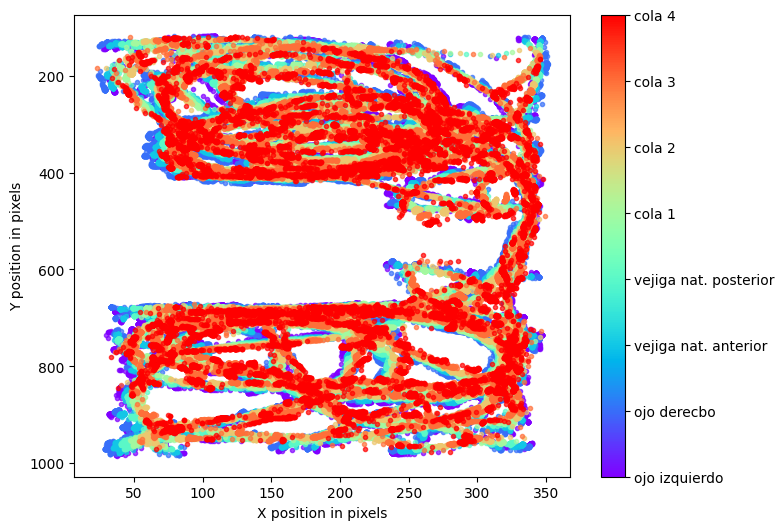 200
400
600
800
1000
Y position in pixels
50
100
150
200
250
300
350
X position in pixels
cola 4
cola 3
cola 2
cola 1
vejiga nat. posterior
vejiga nat. anterior
ojo derecbo
ojo izquierdo